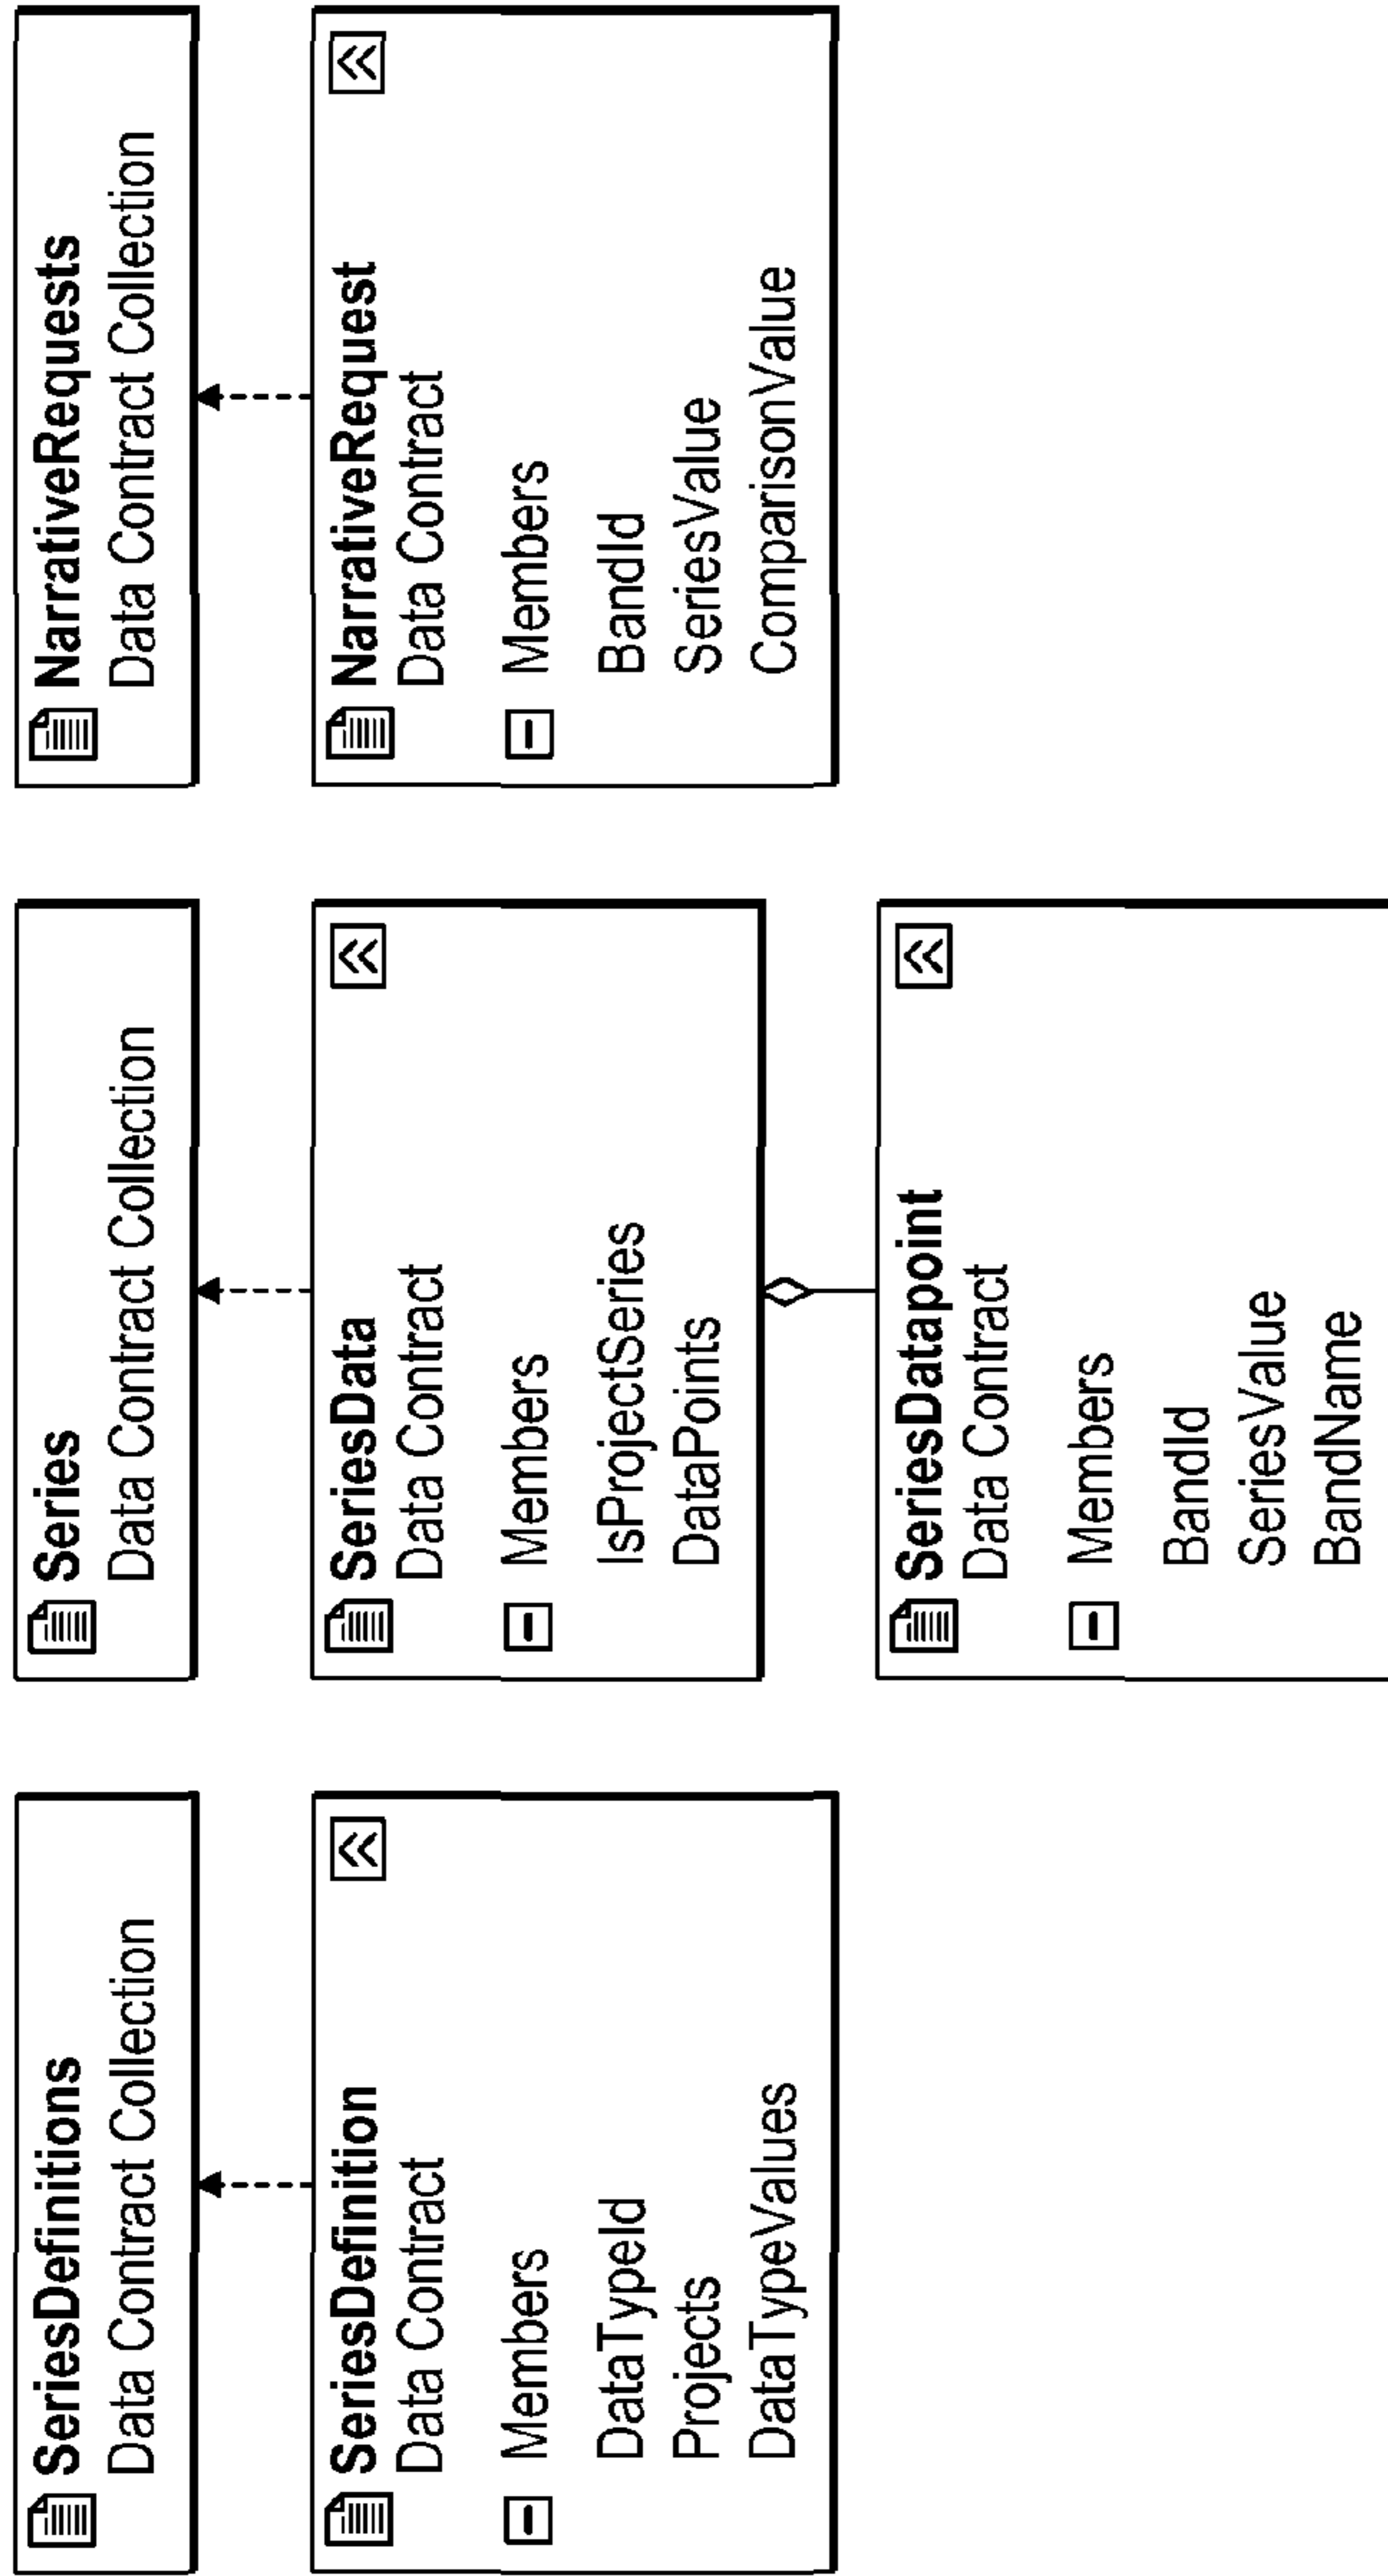 SeriesDefinitions
Data Contract Collection
SeriesDefinition
Data Contract
Members
DataTypeId
Projects
DataTypeValues
Series
Data Contract Collection
SeriesData
Data Contract
Members
IsProjectSeries
DataPoints
SeriesDatapoint
Data Contract
Members
BandId
SeriesValue
BandName
NarrativeRequests
Data Contract Collection
NarrativeRequest
Data Contract
Members
BandId
SeriesValue
ComparisonValue